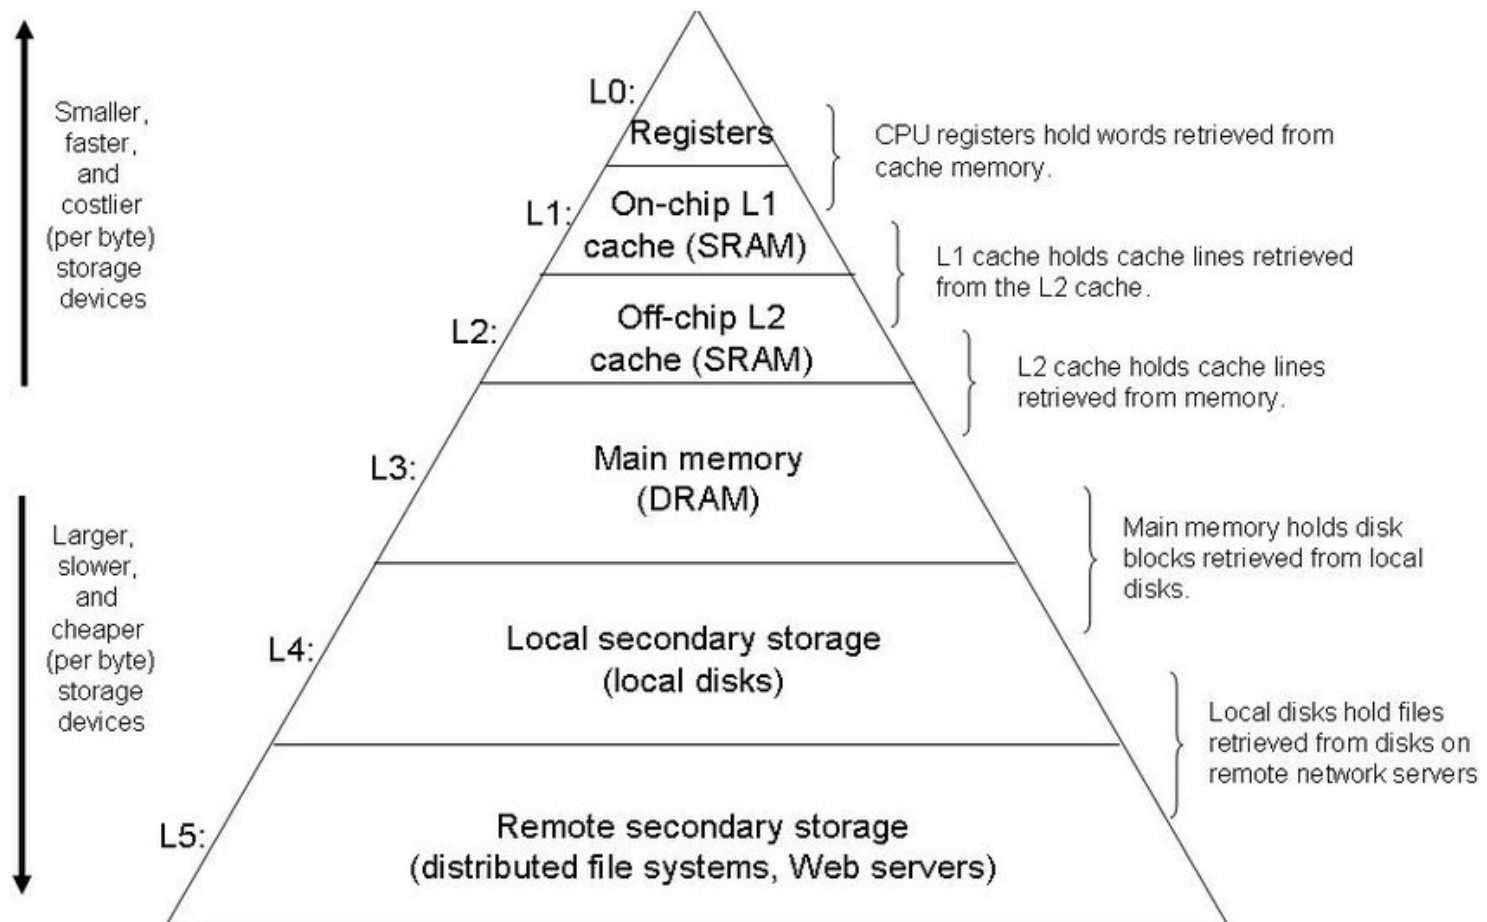 Smaller,
faster,
and
costlier
(per byte)
storage
devices
Larger,
slower,
and
cheaper
(per byte)
storage
devices
L0:
Registers
L1:
On-chip L1
cache (SRAM)
L2:
Off-chip L2
cache (SRAM)
L3:
Main memory
(DRAM)
L4:
Local secondary storage
(local disks)
L5:
Remote secondary storage
(distributed file systems, Web servers)
CPU registers hold words retrieved from
cache memory.
L1 cache holds cache lines retrieved
from the L2 cache.
L2 cache holds cache lines
retrieved from memory.
Main memory holds disk
blocks retrieved from local
disks.
Local disks hold files
retrieved from disks on
remote network servers